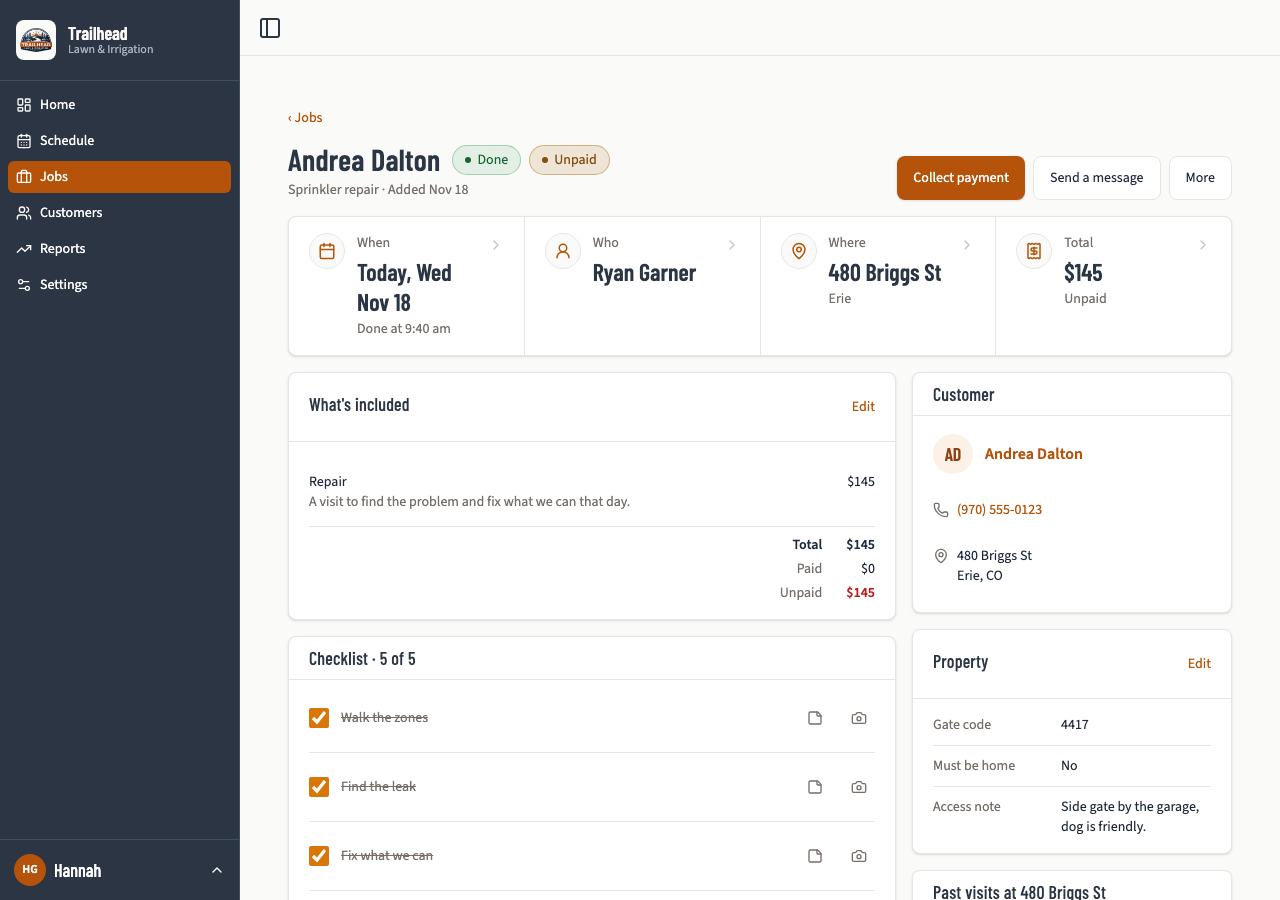 Trailhead
Lawn & Irrigation
TRAILHEAD
Home
Schedule
Jobs
Customers
Reports
Settings
HG
Hannah
‹ Jobs
Andrea Dalton
Done
Unpaid
Sprinkler repair · Added Nov 18
Collect payment
Send a message
More
When
Today, Wed
Nov 18
Done at 9:40 am
Who
Ryan Garner
Where
480 Briggs St
Erie
Total
$145
Unpaid
What's included
Edit
Repair
$145
A visit to find the problem and fix what we can that day.
Total $145
Paid $0
Unpaid $145
Checklist · 5 of 5
Walk the zones
Find the leak
Fix what we can
Customer
AD
Andrea Dalton
(970) 555-0123
480 Briggs St
Erie, CO
Property
Edit
Gate code 4417
Must be home No
Access note Side gate by the garage,
dog is friendly.
Past visits at 480 Briggs St